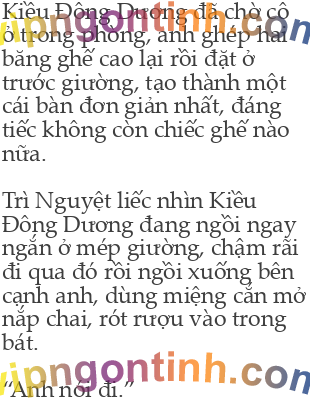 Kiều Đông Dương đã chờ cô
ở trong phòng, anh ghép hai
băng ghế cao lại rồi đặt ở
trước giường, tạo thành một
cái bàn đơn giản nhất, đáng
tiếc không còn chiếc ghế nào
nữa.

Trì Nguyệt liếc nhìn Kiều
Đông Dương đang ngồi ngay
ngắn ở mép giường, chậm rãi
đi qua đó rồi ngồi xuống bên
cạnh anh, dùng miệng cắn mở
nắp chai, rót rượu vào trong
bát.

“Anh nói đi.”
vipngontinh.com
vipngontinh.com